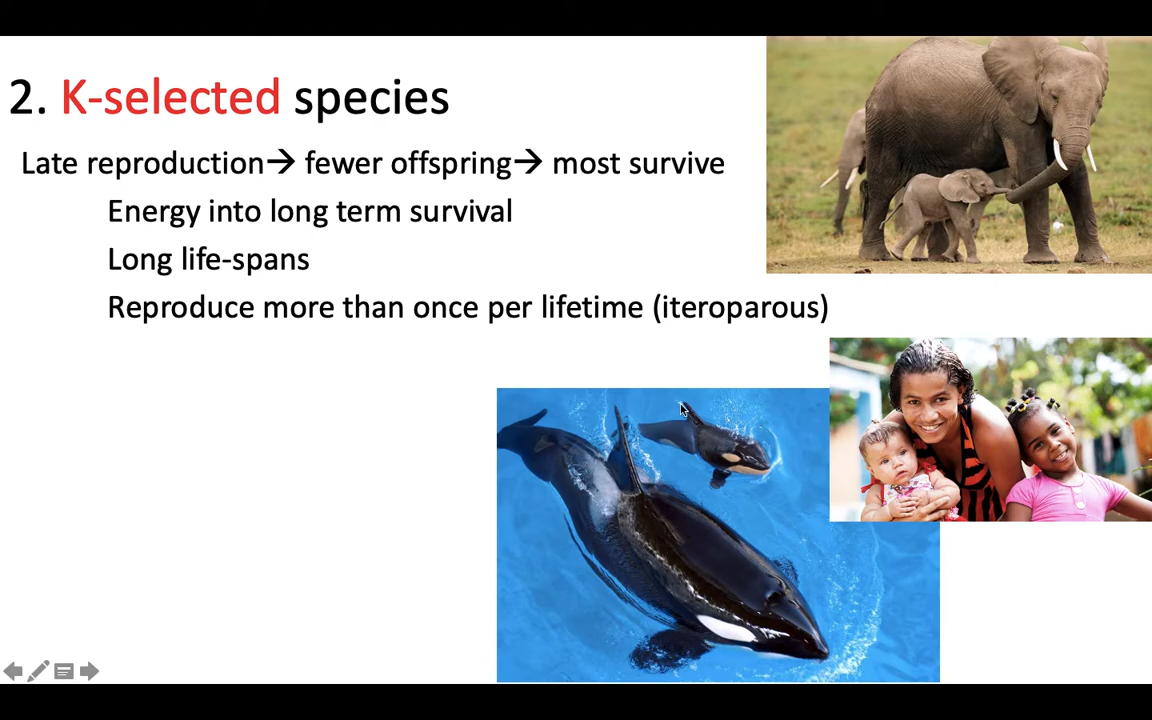 2. K-selected species
Late reproduction→ fewer offspring→ most survive
Energy into long term survival
Long life-spans
Reproduce more than once per lifetime (iteroparous)